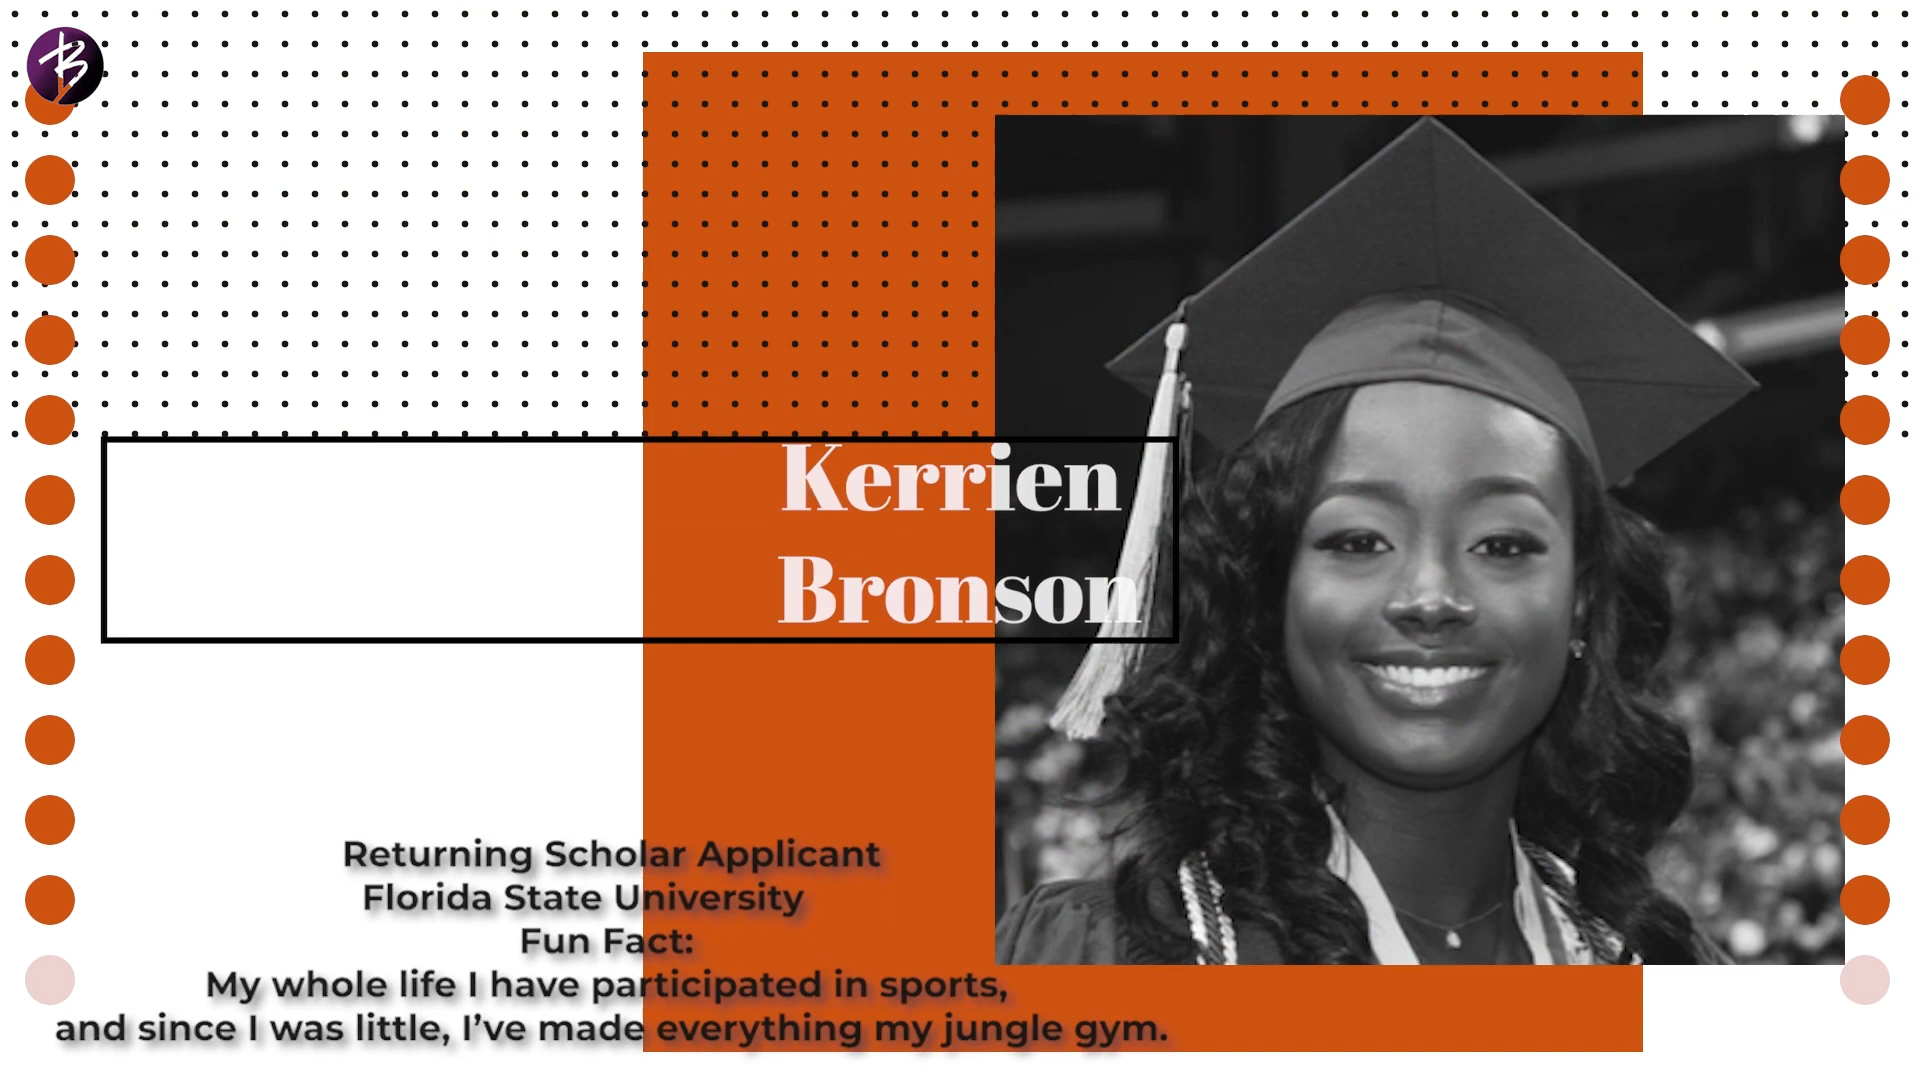 B
Kerrien
Bronson
Returning Scholar Applicant
Florida State University
Fun Fact:
My whole life I have participated in sports,
and since I was little, I’ve made everything my jungle gym.